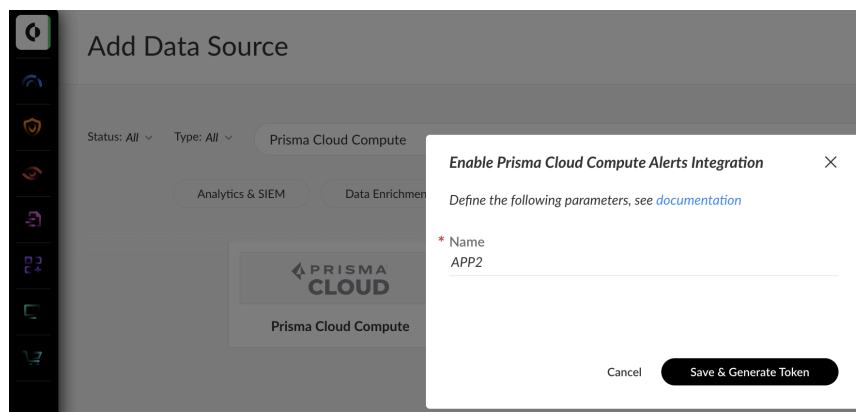 Add Data Source
Status: All Type: All Prisma Cloud Compute
Analytics & SIEM Data Enrichmen
PRISMA
CLOUD
Prisma Cloud Compute
Enable Prisma Cloud Compute Alerts Integration
Define the following parameters, see documentation
* Name
APP2
Cancel Save & Generate Token